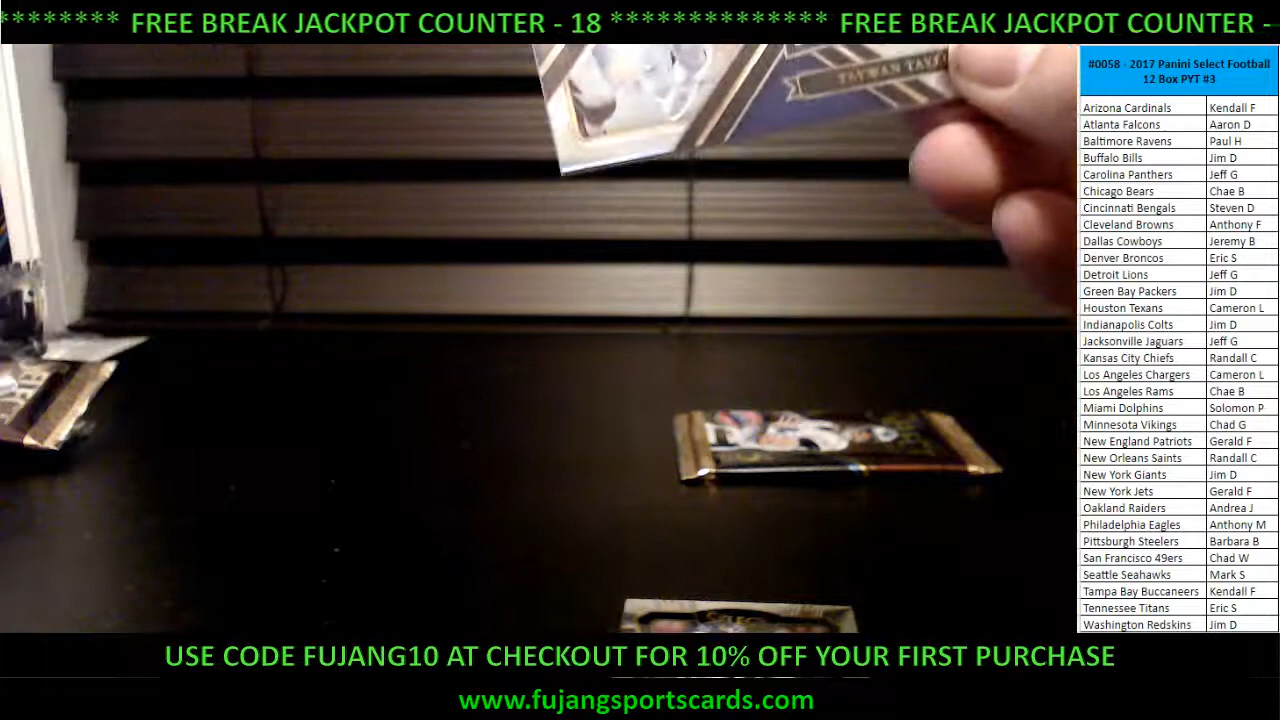 ******** FREE BREAK JACKPOT COUNTER - 18 ************** FREE BREAK JACKPOT COUNTER -
TAYWAN TAYL
#0058 - 2017 Panini Select Football
12 Box PYT #3
Arizona Cardinals Kendall F
Atlanta Falcons Aaron D
Baltimore Ravens Paul H
Buffalo Bills Jim D
Carolina Panthers Jeff G
Chicago Bears Chae B
Cincinnati Bengals Steven D
Cleveland Browns Anthony F
Dallas Cowboys Jeremy B
Denver Broncos Eric S
Detroit Lions Jeff G
Green Bay Packers Jim D
Houston Texans Cameron L
Indianapolis Colts Jim D
Jacksonville Jaguars Jeff G
Kansas City Chiefs Randall C
Los Angeles Chargers Cameron L
Los Angeles Rams Chae B
Miami Dolphins Solomon P
Minnesota Vikings Chad G
New England Patriots Gerald F
New Orleans Saints Randall C
New York Giants Jim D
New York Jets Gerald F
Oakland Raiders Andrea J
Philadelphia Eagles Anthony M
Pittsburgh Steelers Barbara B
San Francisco 49ers Chad W
Seattle Seahawks Mark S
Tampa Bay Buccaneers Kendall F
Tennessee Titans Eric S
Washington Redskins Jim D
USE CODE FUJANG10 AT CHECKOUT FOR 10% OFF YOUR FIRST PURCHASE
www.fujangsportscards.com